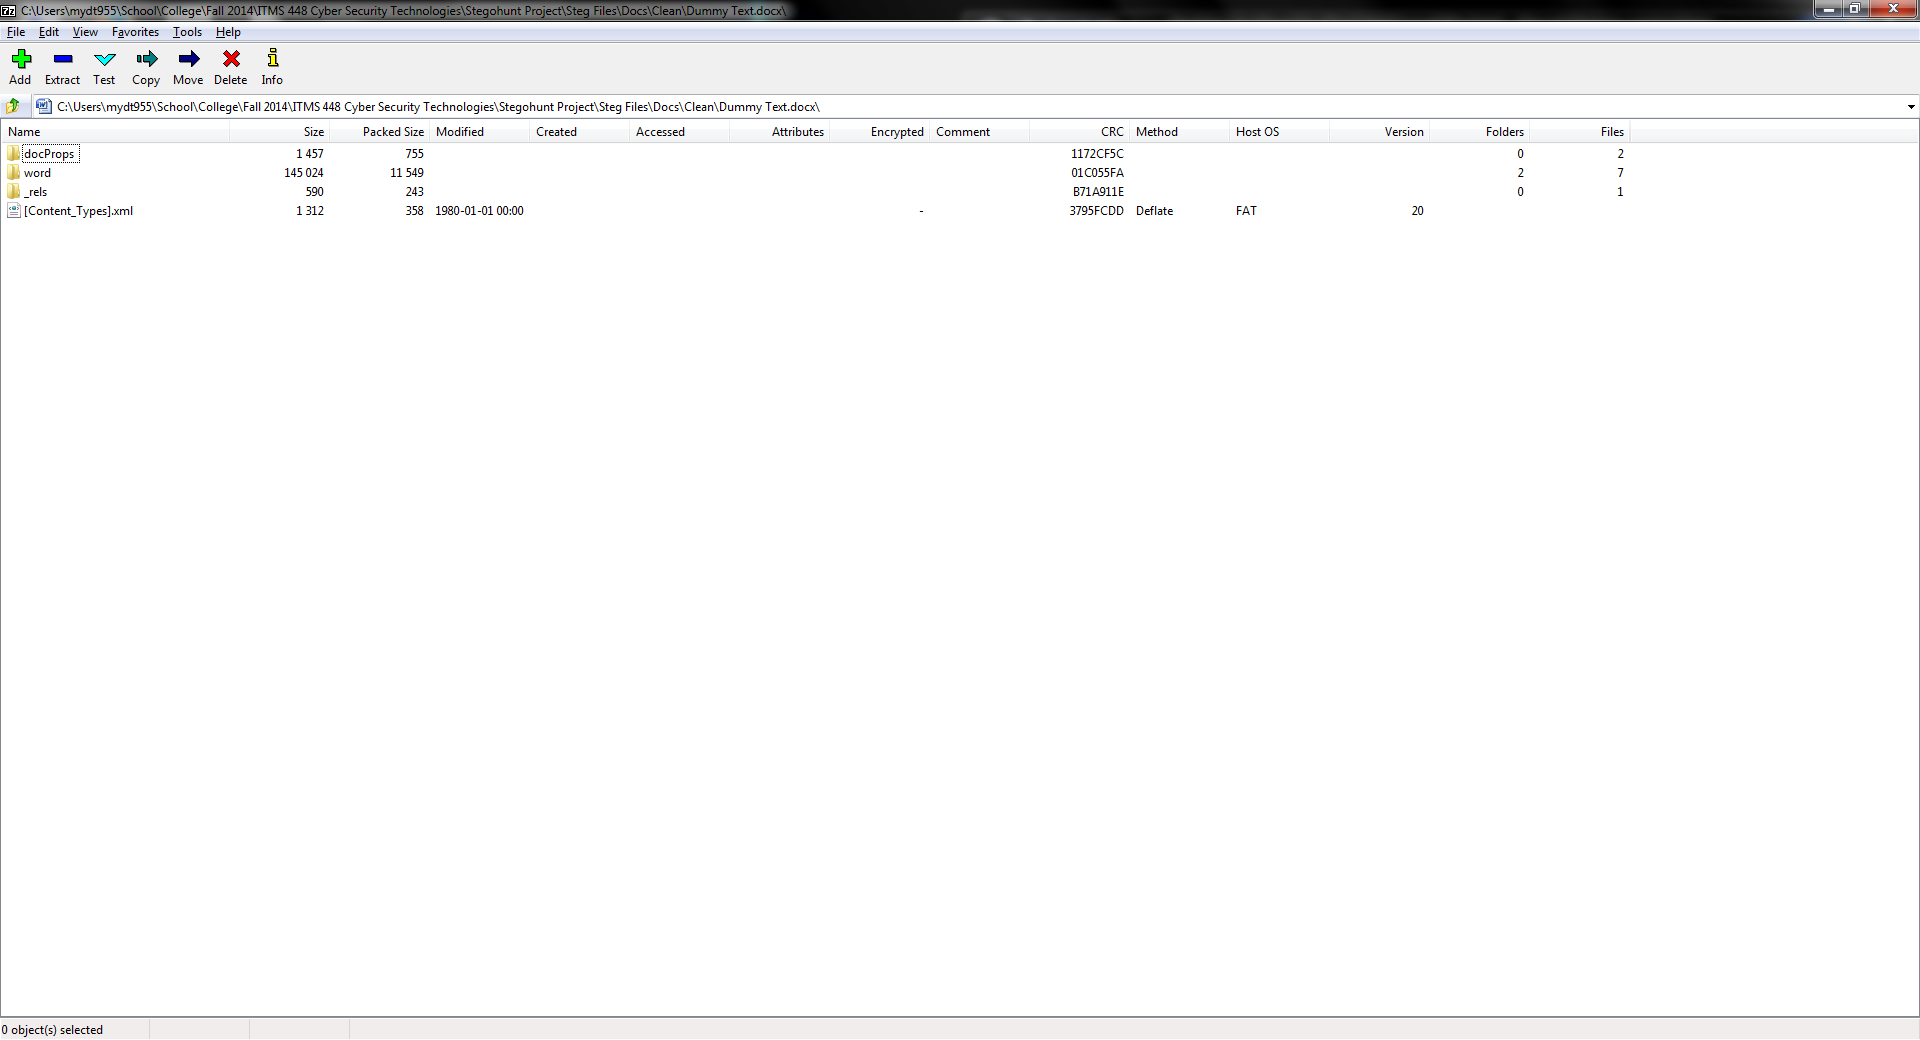 C:\Users\mydt955\School\College\Fall 2014\ITMS 448 Cyber Security Technologies\Stegohunt Project\Steg Files\Docs\Clean\Dummy Text.docx\
File Edit View Favorites Tools Help
Add Extract Test Copy Move Delete Info
C:\Users\mydt955\School\College\Fall 2014\ITMS 448 Cyber Security Technologies\Stegohunt Project\Steg Files\Docs\Clean\Dummy Text.docx\
Name Size Packed Size Modified Created Accessed Attributes Encrypted Comment CRC Method Host OS Version Folders Files
docProps 1 457 755 1172CF5C 0 2
word 145 024 11 549 01C055FA 2 7
_rels 590 243 B71A911E 0 1
[Content_Types].xml 1 312 358 1980-01-01 00:00 - 3795FCDD Deflate FAT 20
0 object(s) selected